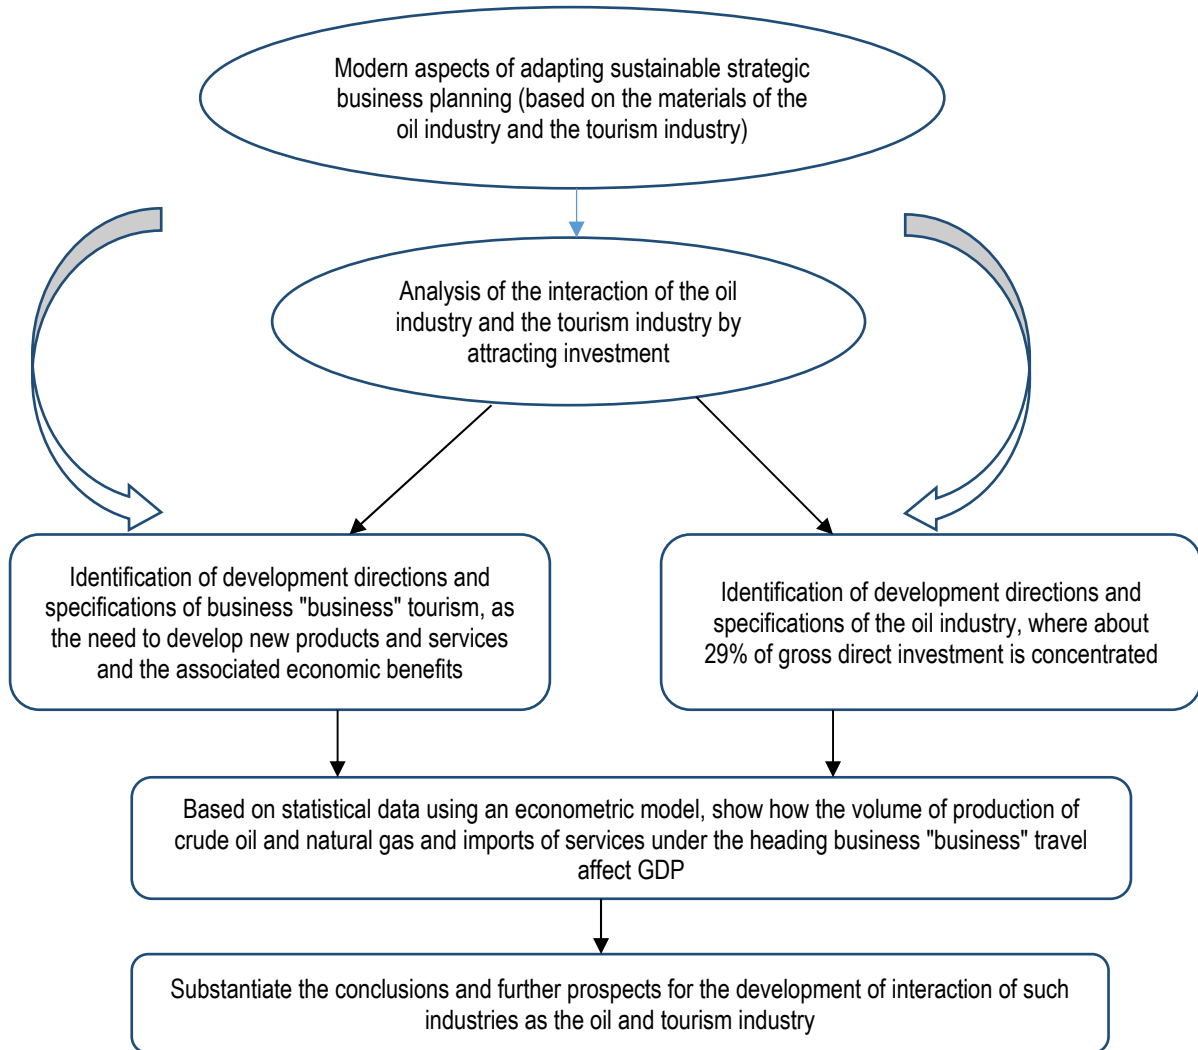 Modern aspects of adapting sustainable strategic
business planning (based on the materials of the
oil industry and the tourism industry)
Analysis of the interaction of the oil
industry and the tourism industry by
attracting investment
Identification of development directions and
specifications of business "business" tourism, as
the need to develop new products and services
and the associated economic benefits
Identification of development directions and
specifications of the oil industry, where about
29% of gross direct investment is concentrated
Based on statistical data using an econometric model, show how the volume of production of
crude oil and natural gas and imports of services under the heading business "business" travel
affect GDP
Substantiate the conclusions and further prospects for the development of interaction of such
industries as the oil and tourism industry